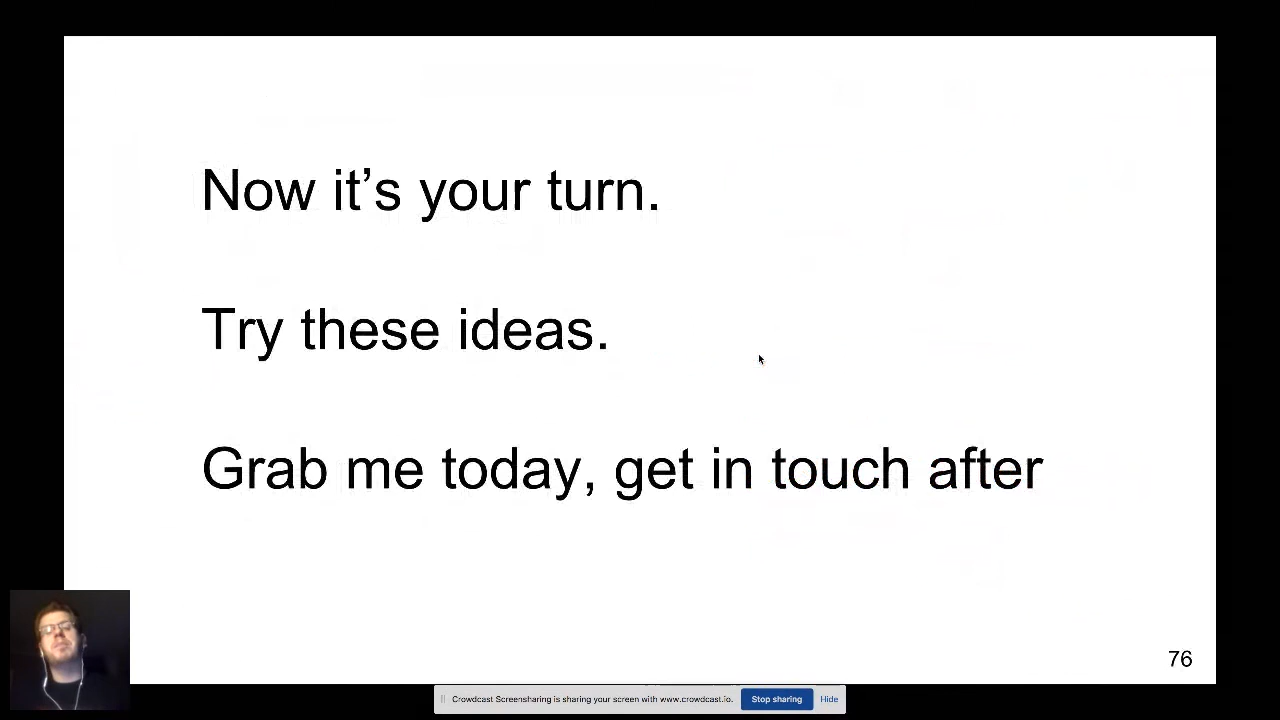 Now it’s your turn.
Try these ideas.
Grab me today, get in touch after
76
Crowdcast Screensharing is sharing your screen with www.crowdcast.io.
Stop sharing
Hide